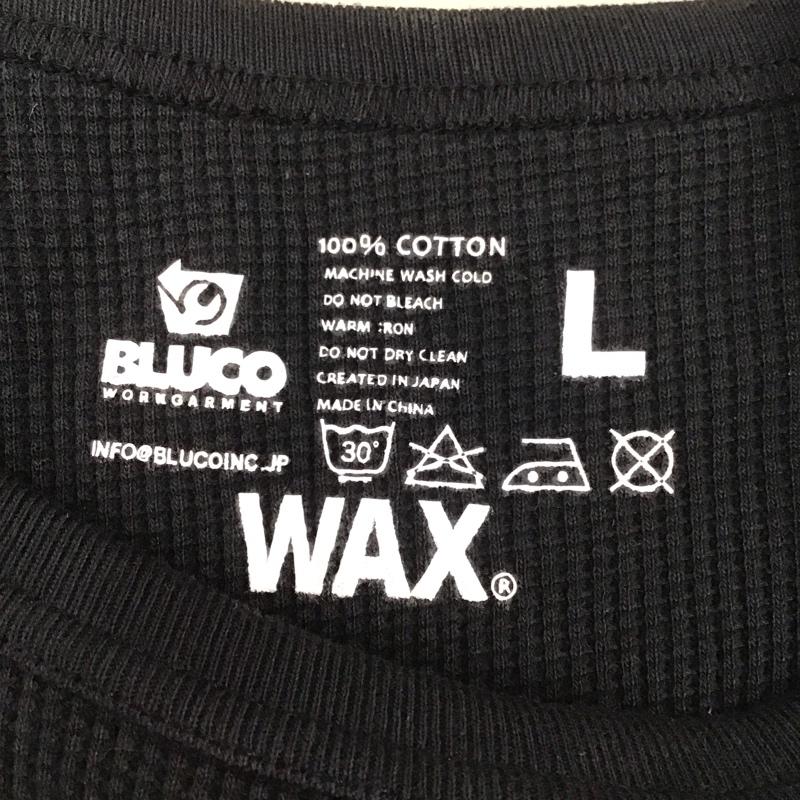 BLUCO
WORKGARMENT
INFO@BLUCOINC.JP
100% COTTON
MACHINE WASH COLD
DO NOT BLEACH
WARM IRON
DO NOT DRY CLEAN
CREATED IN JAPAN
MADE IN CHINA
L
30°
WAX®